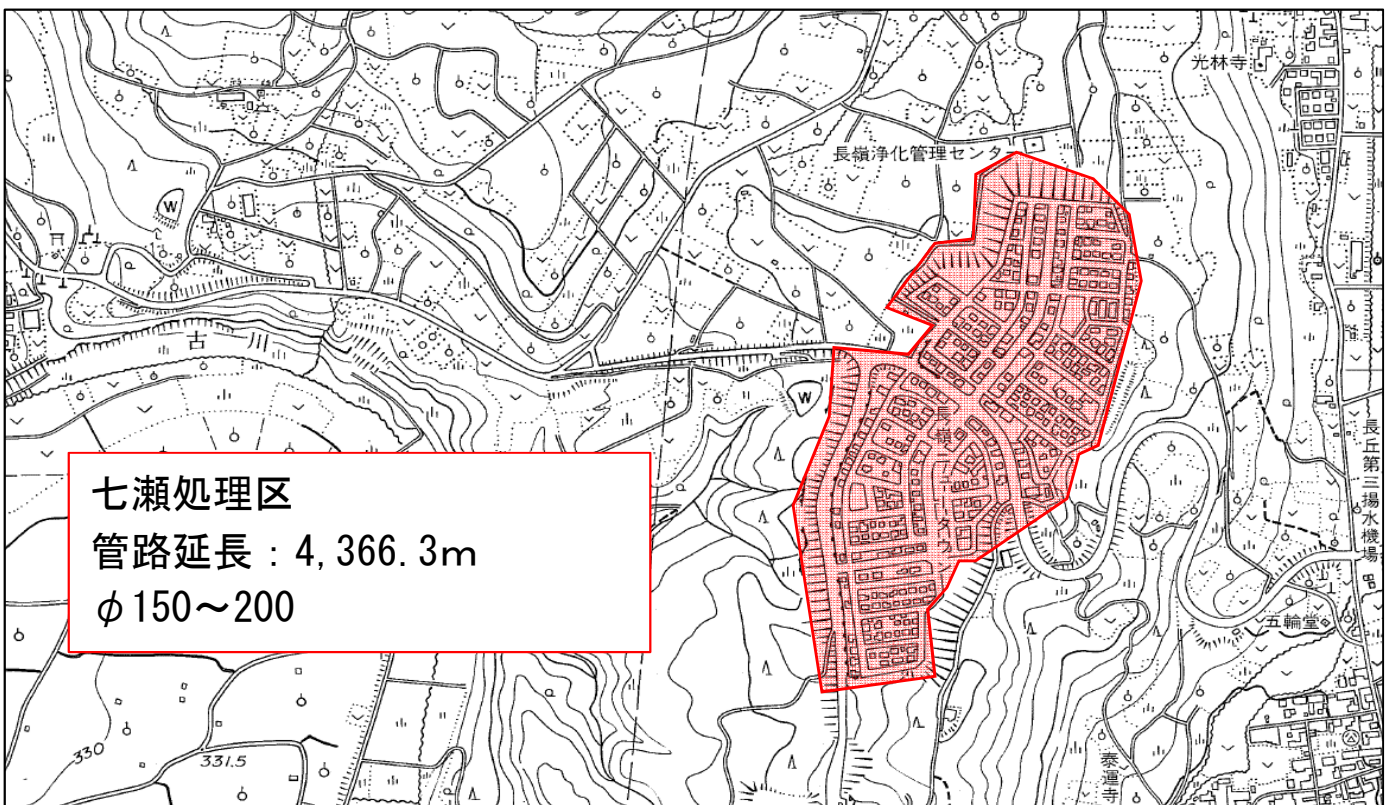 光林寺
長嶺浄化管理センター
W
古川
W
長嶺ニュータウン
長丘第三揚水機場
七瀬処理区
管路延長：4,366.3m
φ150～200
五輪堂
泰運寺
330
331.5